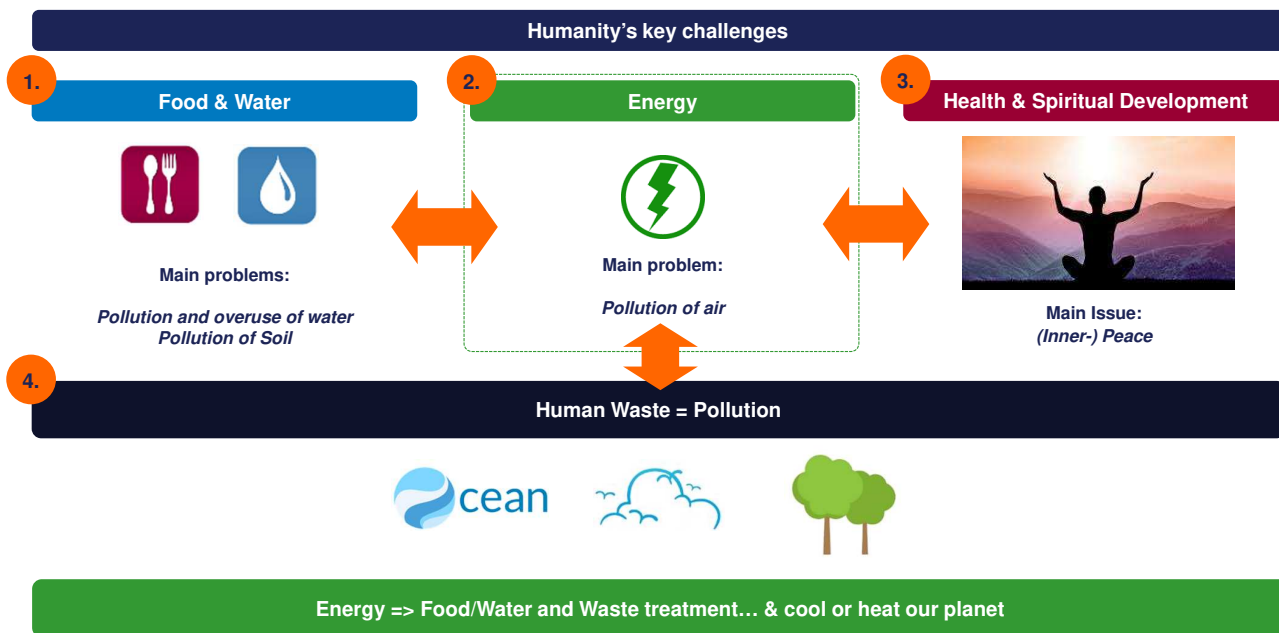 Humanity's key challenges
1.
Food & Water
2.
Energy
3.
Health & Spiritual Development
Main problems:
Pollution and overuse of water
Pollution of Soil
Main problem:
Pollution of air
Main Issue:
(Inner-) Peace
4.
Human Waste = Pollution
cean
Energy => Food/Water and Waste treatment… & cool or heat our planet